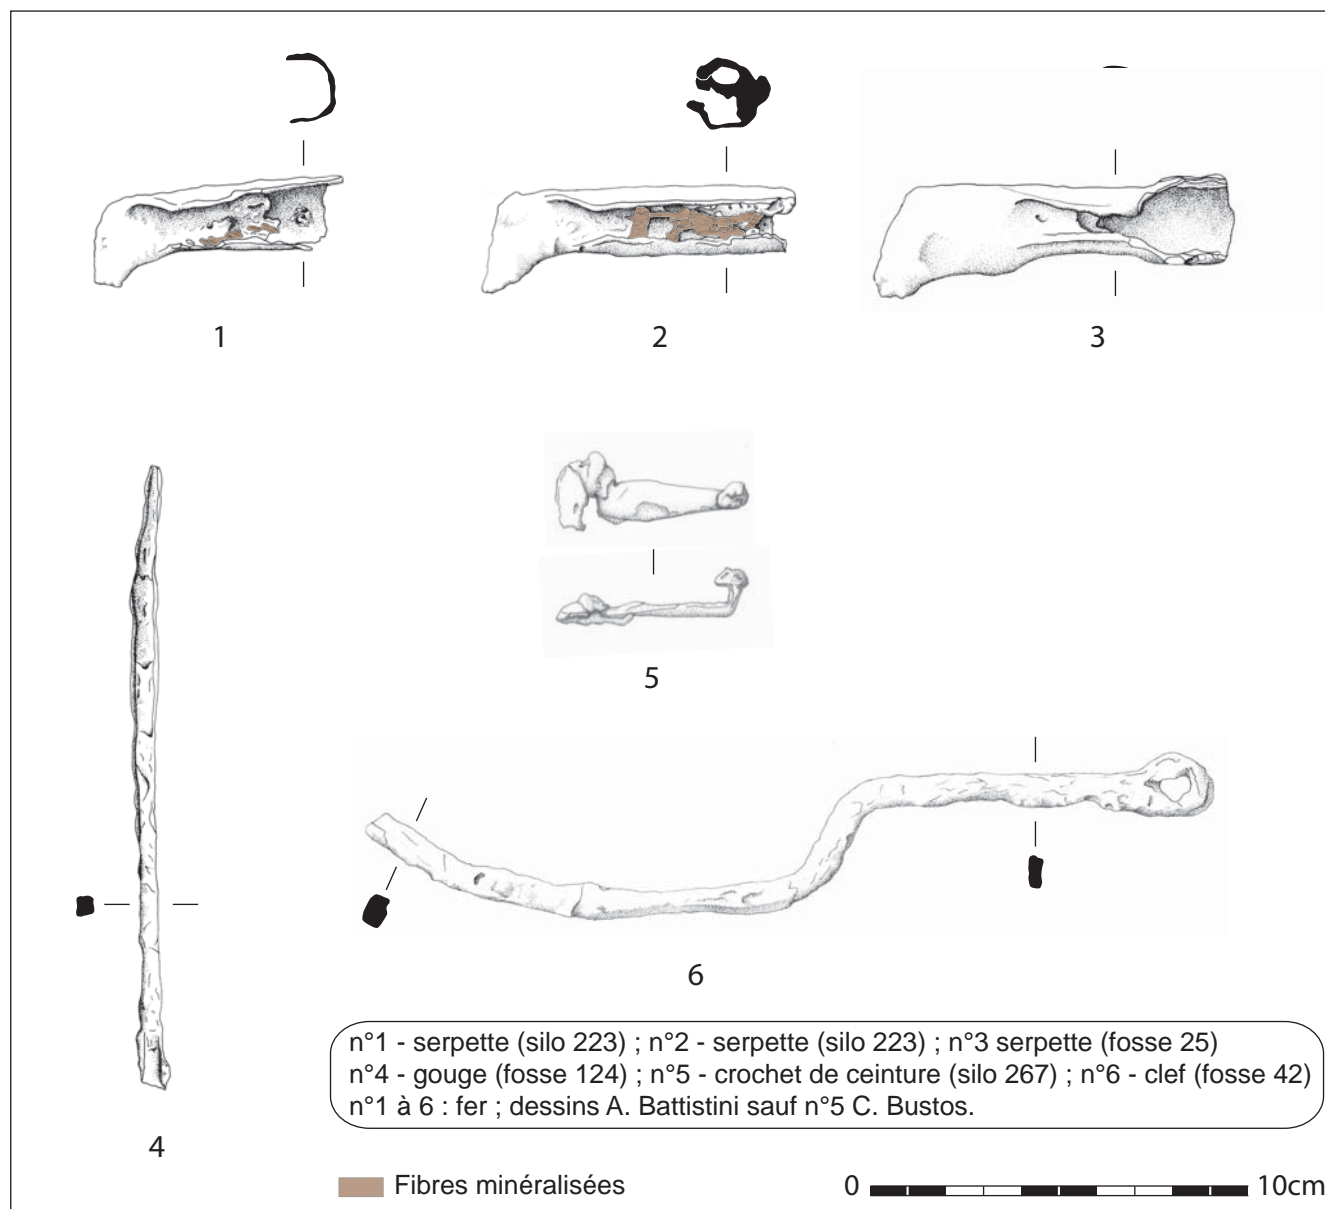 1
2
3
5
6
4
n°1 - serpette (silo 223) ; n°2 - serpette (silo 223) ; n°3 serpette (fosse 25)
n°4 - gouge (fosse 124) ; n°5 - crochet de ceinture (silo 267) ; n°6 - clef (fosse 42)
n°1 à 6 : fer ; dessins A. Battistini sauf n°5 C. Bustos.
Fibres minéralisées
0 10cm